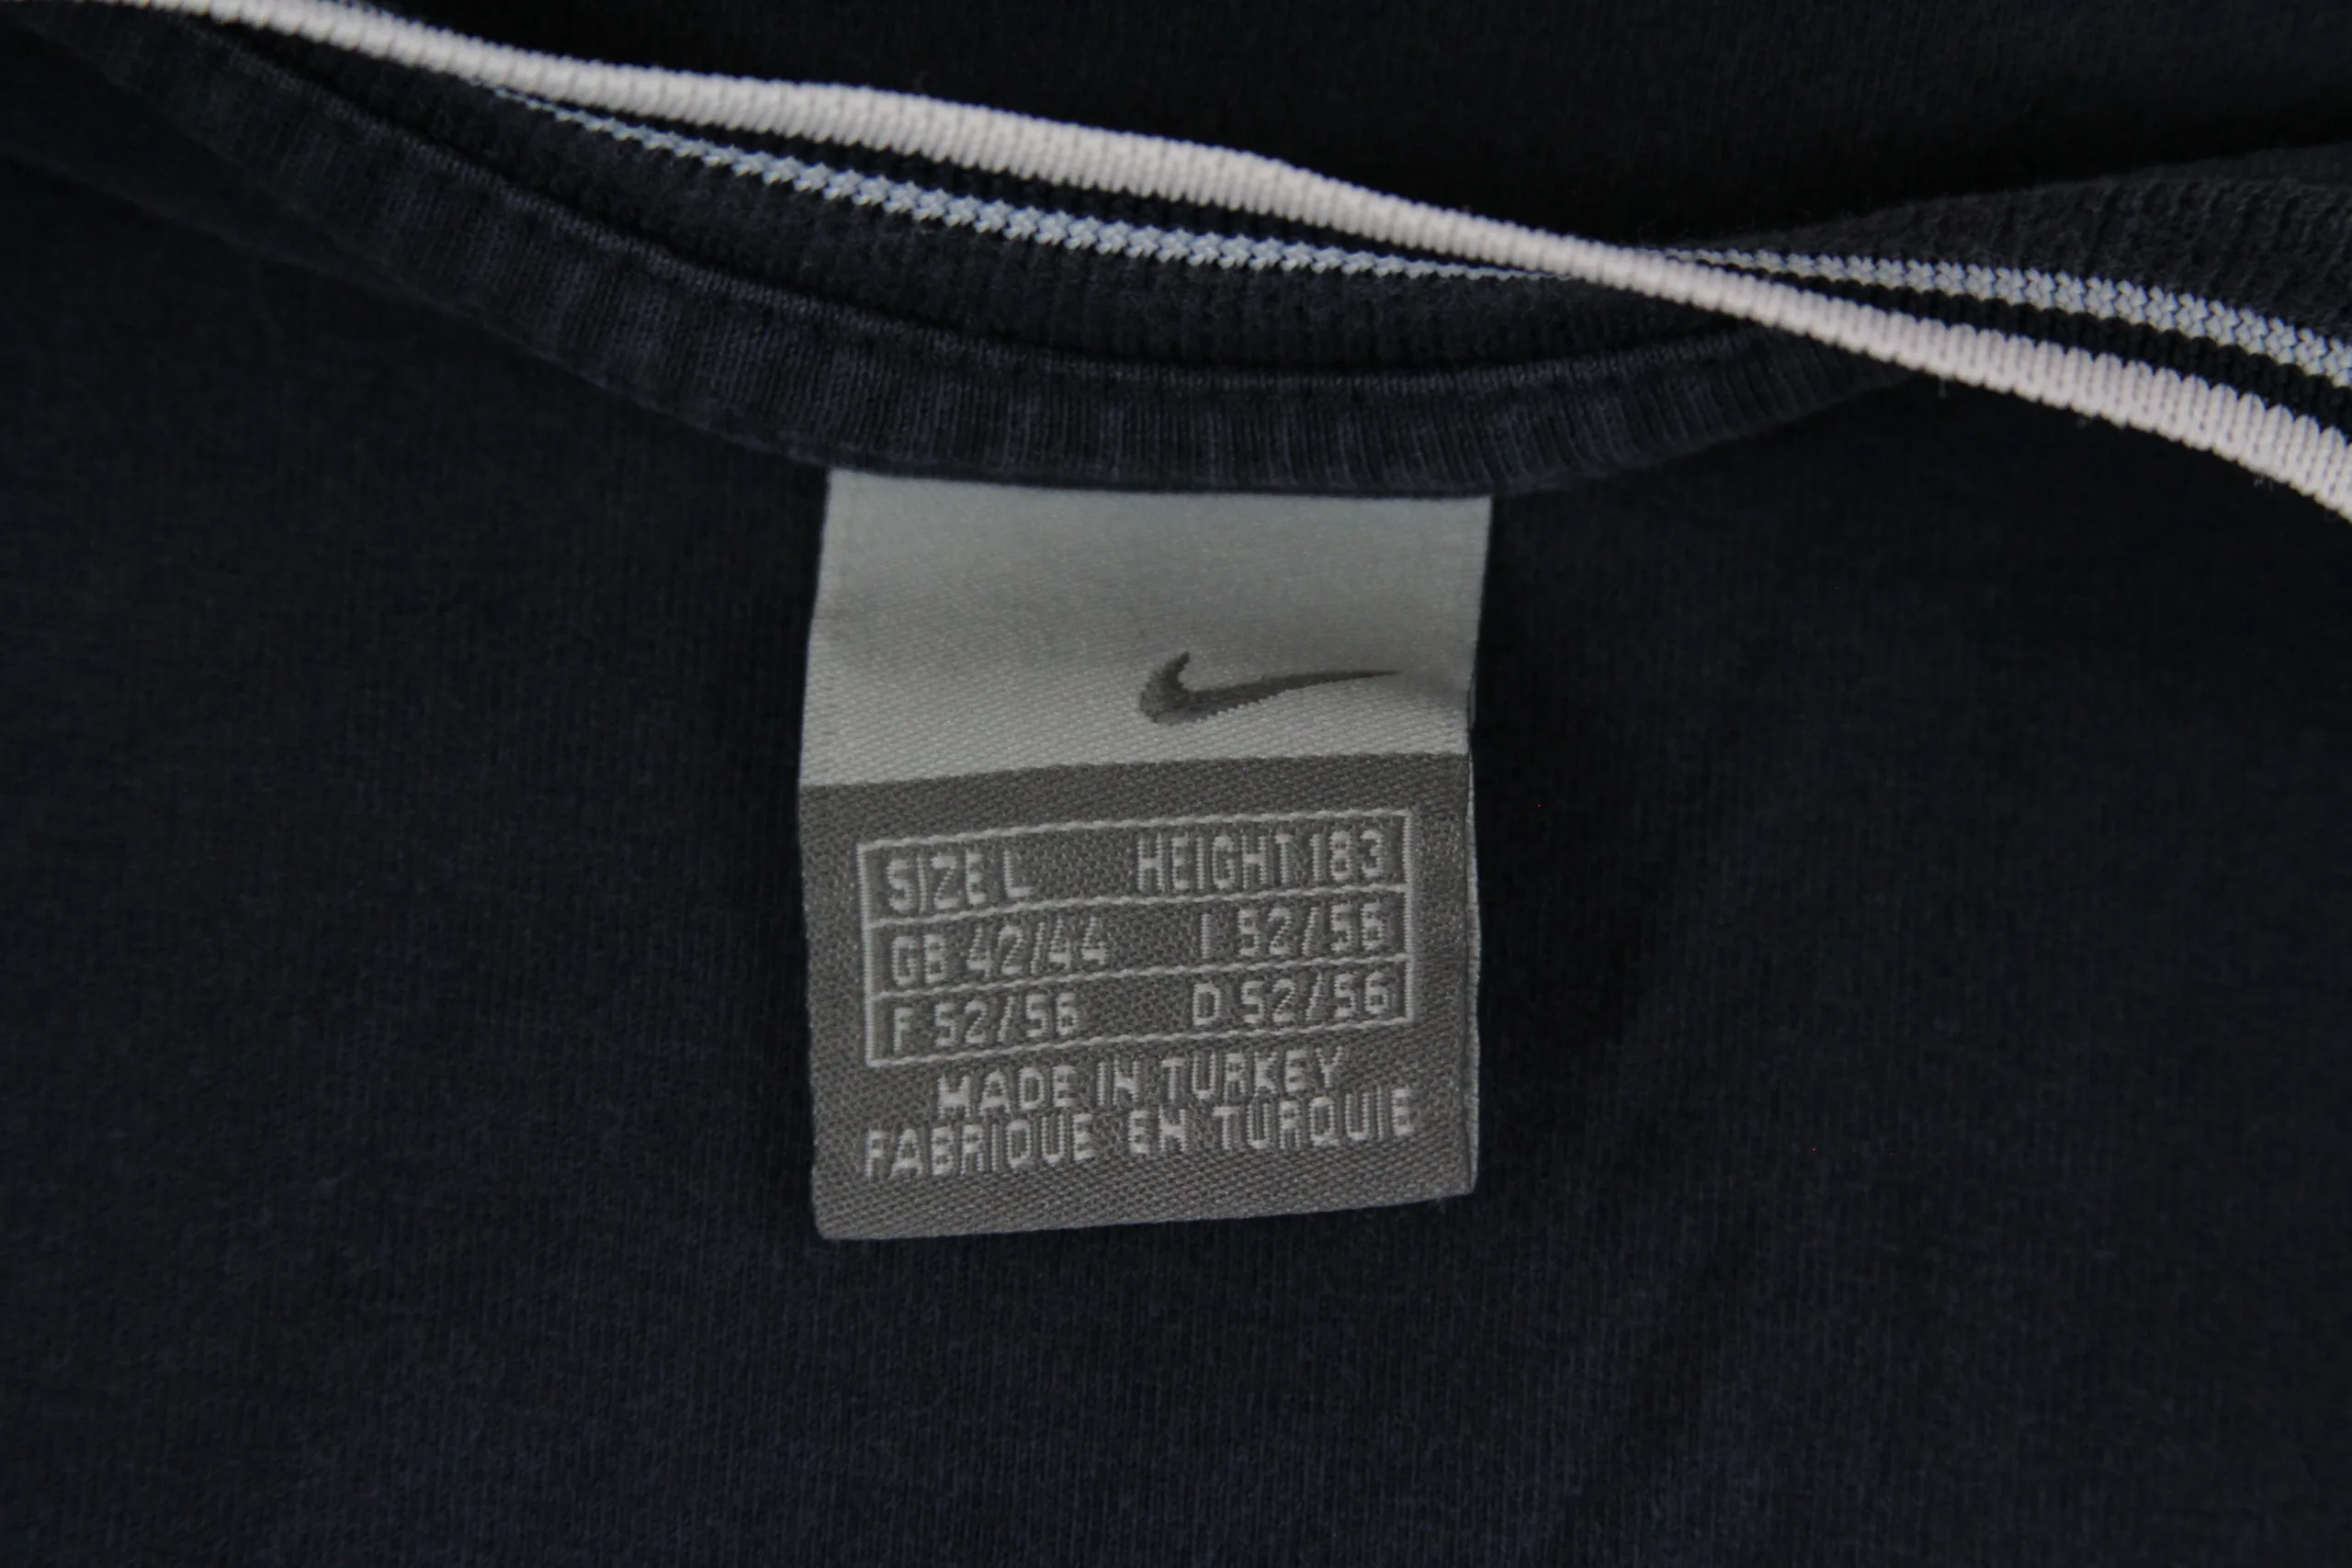 SIZE L HEIGHT 183
GB 42/44 I 52/56
F 52/56 D 52/56
MADE IN TURKEY
FABRIQUE EN TURQUIE